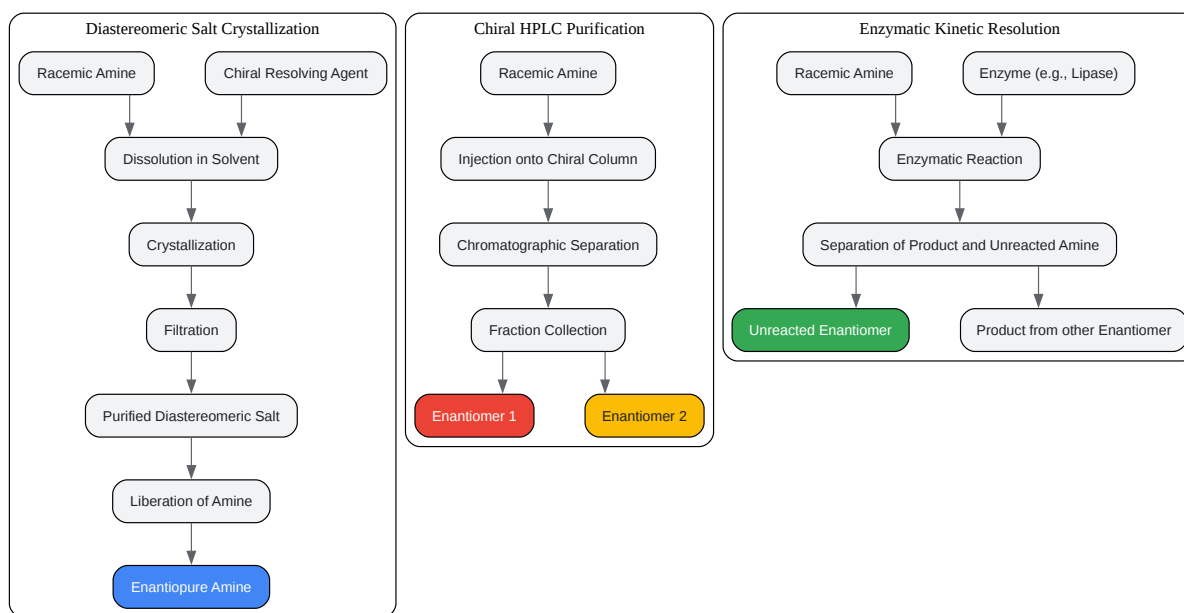 Diastereomeric Salt Crystallization
Racemic Amine
Chiral Resolving Agent
Dissolution in Solvent
Crystallization
Filtration
Purified Diastereomeric Salt
Liberation of Amine
Enantiopure Amine
Chiral HPLC Purification
Racemic Amine
Injection onto Chiral Column
Chromatographic Separation
Fraction Collection
Enantiomer 1
Enantiomer 2
Enzymatic Kinetic Resolution
Racemic Amine
Enzyme (e.g., Lipase)
Enzymatic Reaction
Separation of Product and Unreacted Amine
Unreacted Enantiomer
Product from other Enantiomer